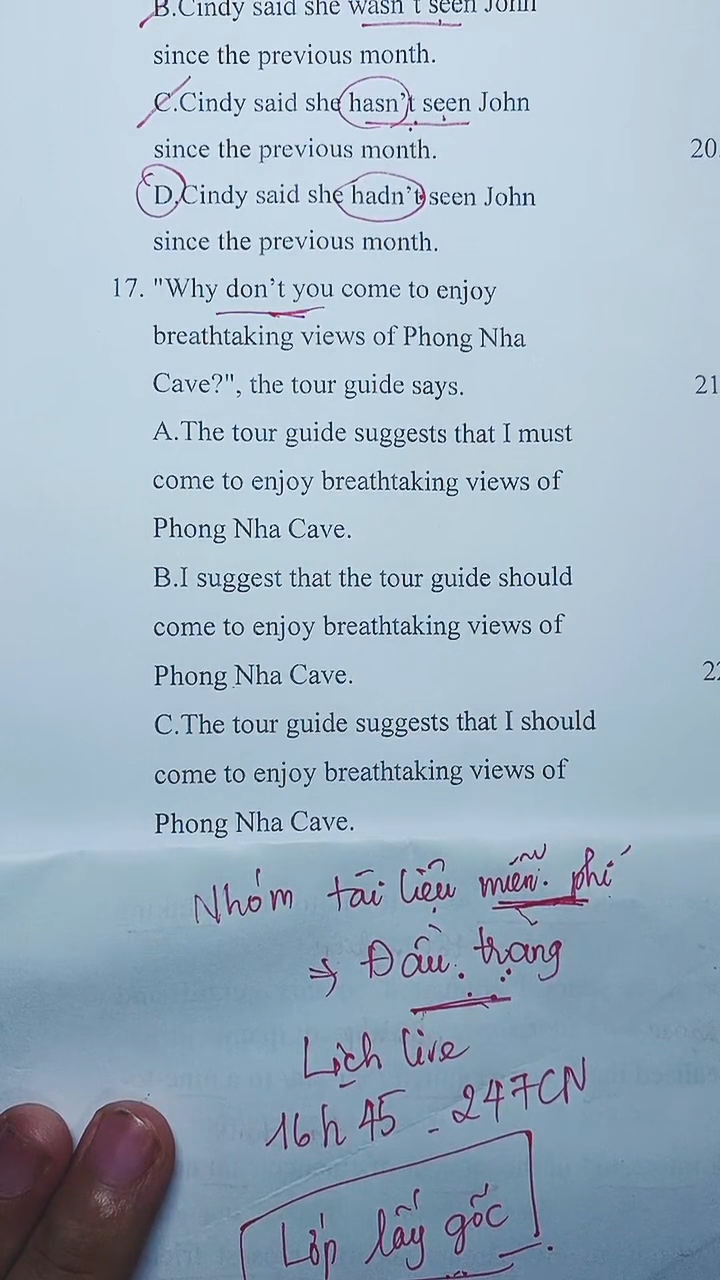 B.Cindy said she wasn't seen John
since the previous month.
C.Cindy said she hasn't seen John
since the previous month.
20.
D.Cindy said she hadn't seen John
since the previous month.
17. "Why don't you come to enjoy
breathtaking views of Phong Nha
Cave?", the tour guide says.
21
A.The tour guide suggests that I must
come to enjoy breathtaking views of
Phong Nha Cave.
B.I suggest that the tour guide should
come to enjoy breathtaking views of
Phong Nha Cave.
22
C.The tour guide suggests that I should
come to enjoy breathtaking views of
Phong Nha Cave.
Nhóm tài liệu miễn phí
⇒ Đầu trang
Lịch live
16h45 - 247CN
Lớp lấy gốc